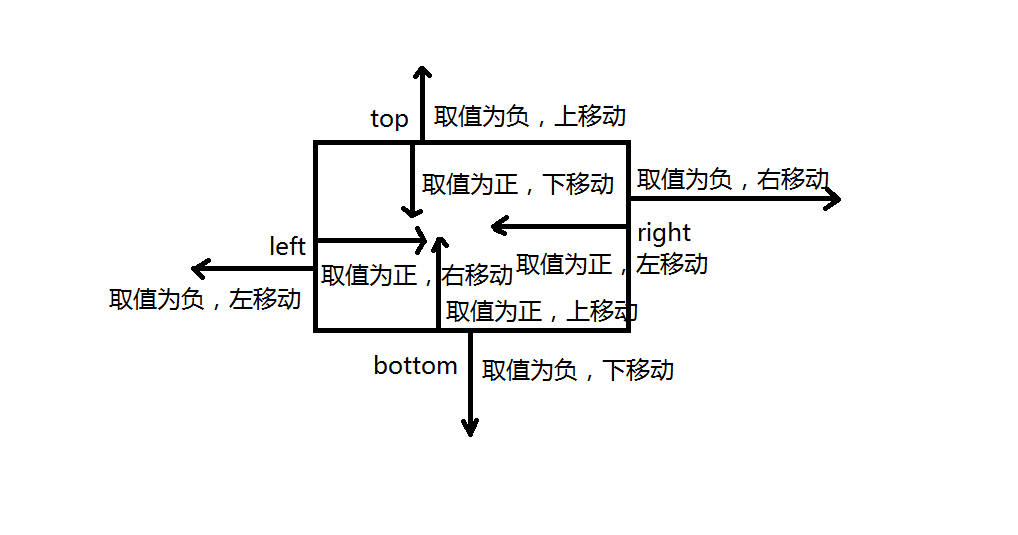 top
取值为负，上移动
取值为正，下移动
取值为负，右移动
left
right
取值为正，右移动
取值为正，左移动
取值为负，左移动
取值为正，上移动
bottom
取值为负，下移动